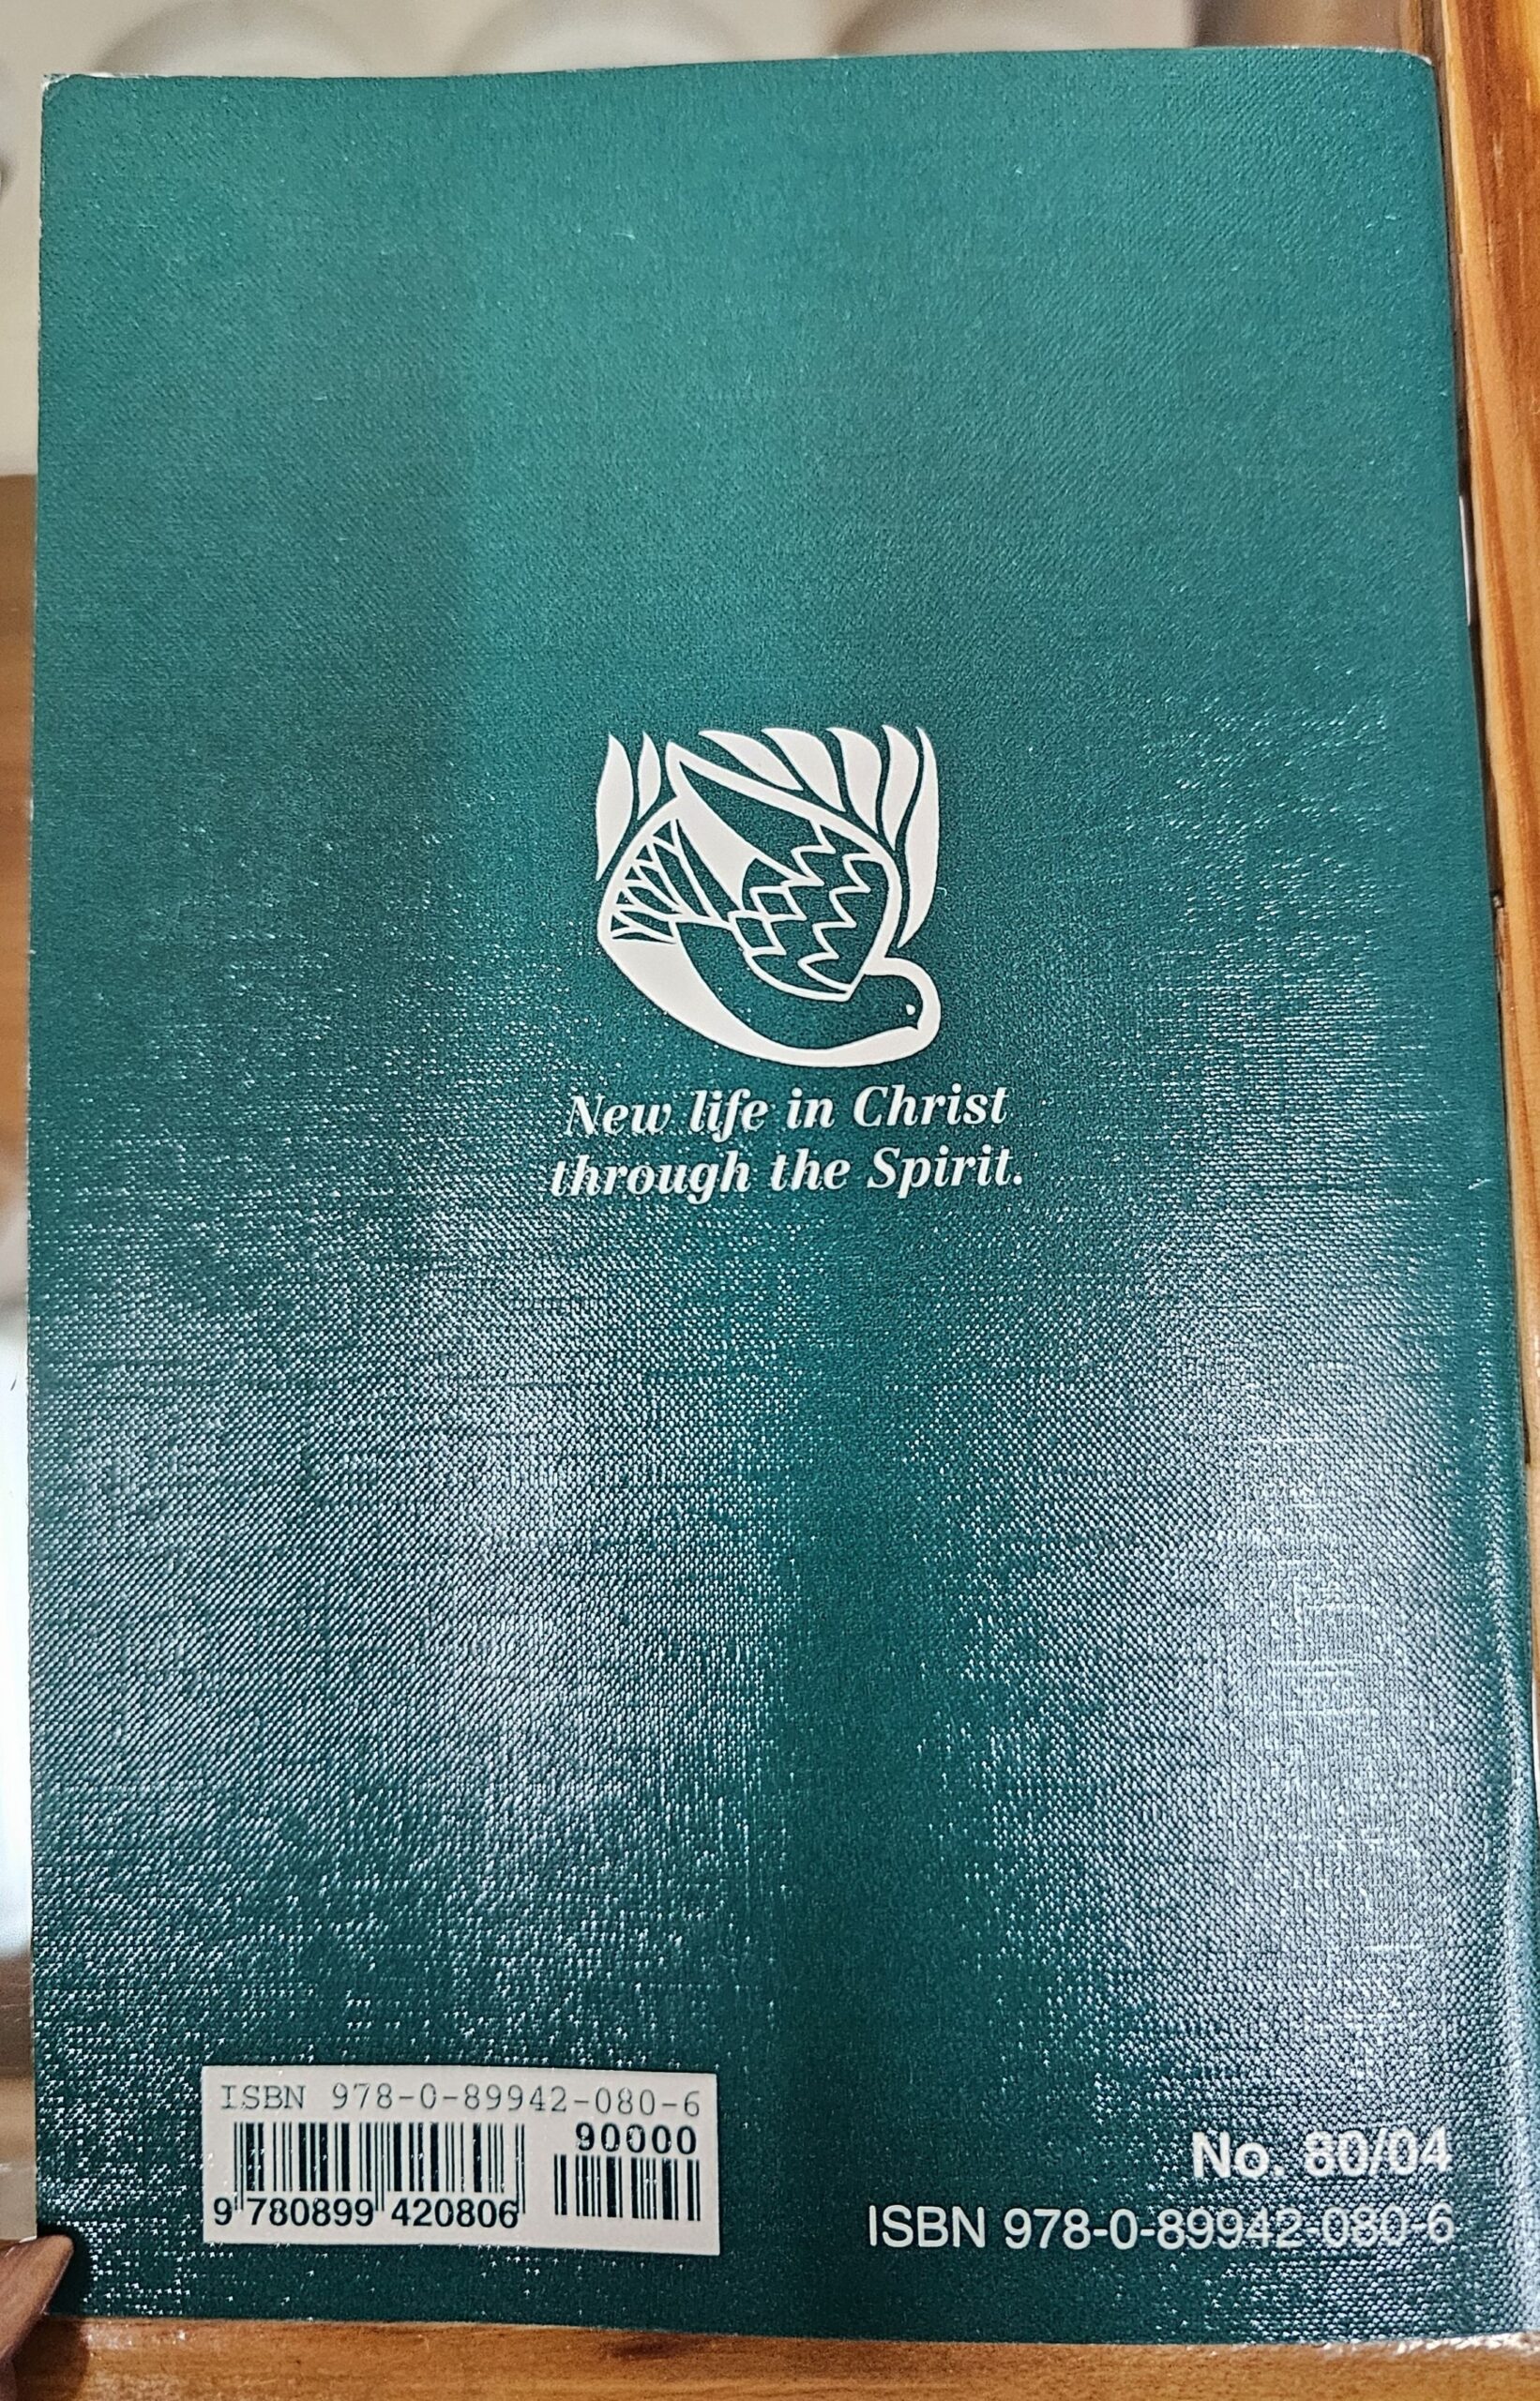 New life in Christ
through the Spirit.
ISBN 978-0-89942-080-6
90000
9 780899 420806
No. 80/04
ISBN 978-0-89942-080-6